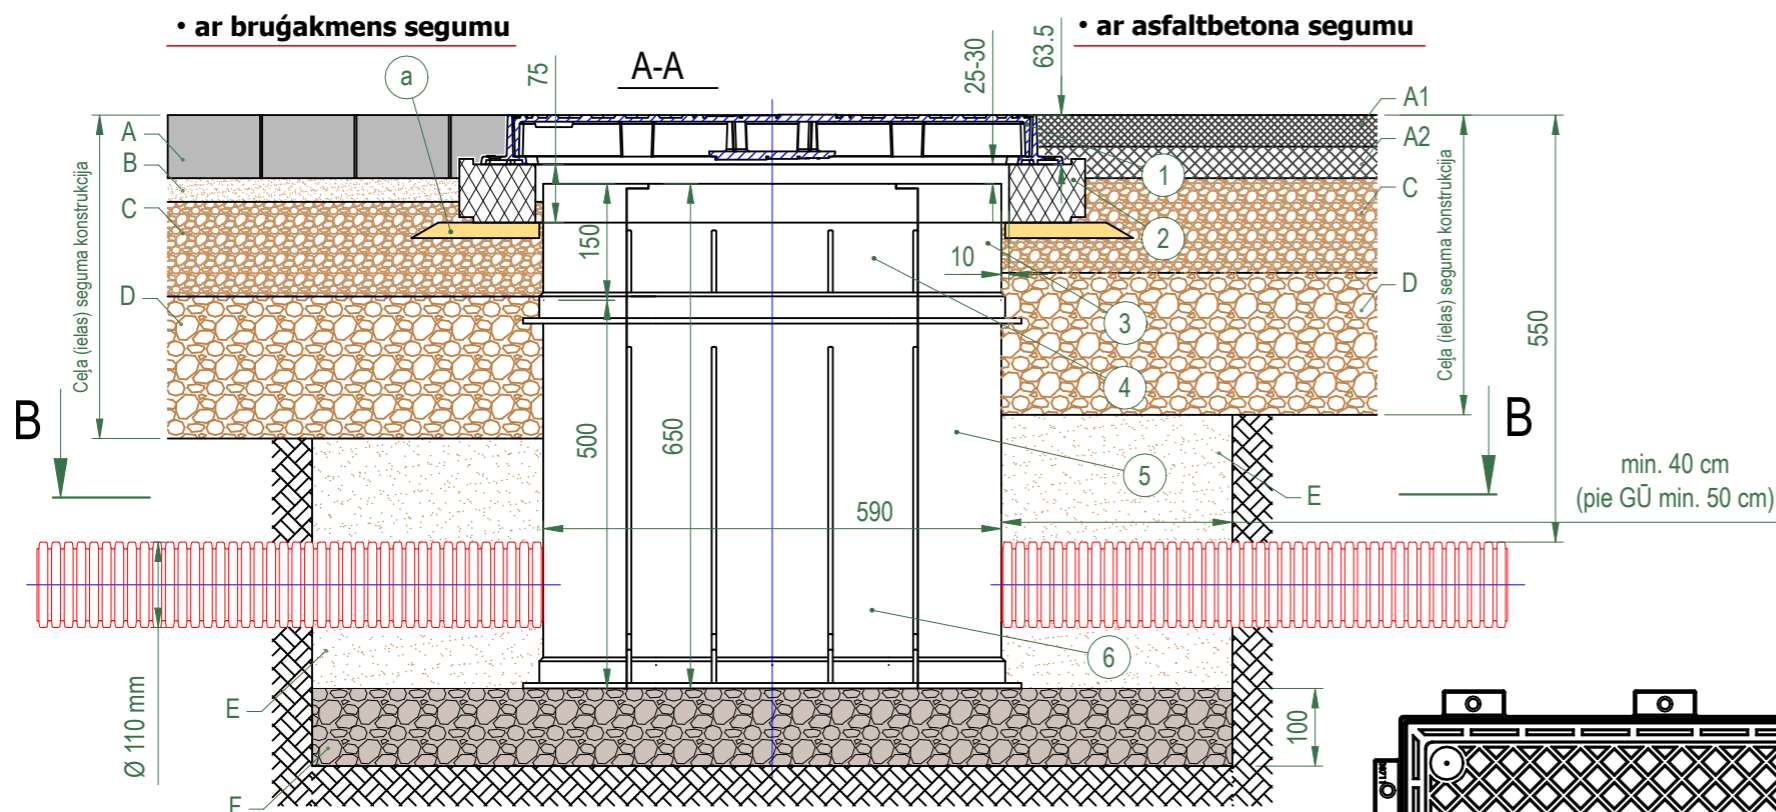 • ar bruģakmens segumu
• ar asfaltbetona segumu
A-A
a
75
25-30
63.5
A
B
C
D
Ceļa (ielas) seguma konstrukcija
A1
A2
C
D
Ceļa (ielas) seguma konstrukcija
1
2
3
4
5
6
150
10
500
650
590
550
B
B
min. 40 cm
(pie GŪ min. 50 cm)
E
E
Ø 110 mm
100